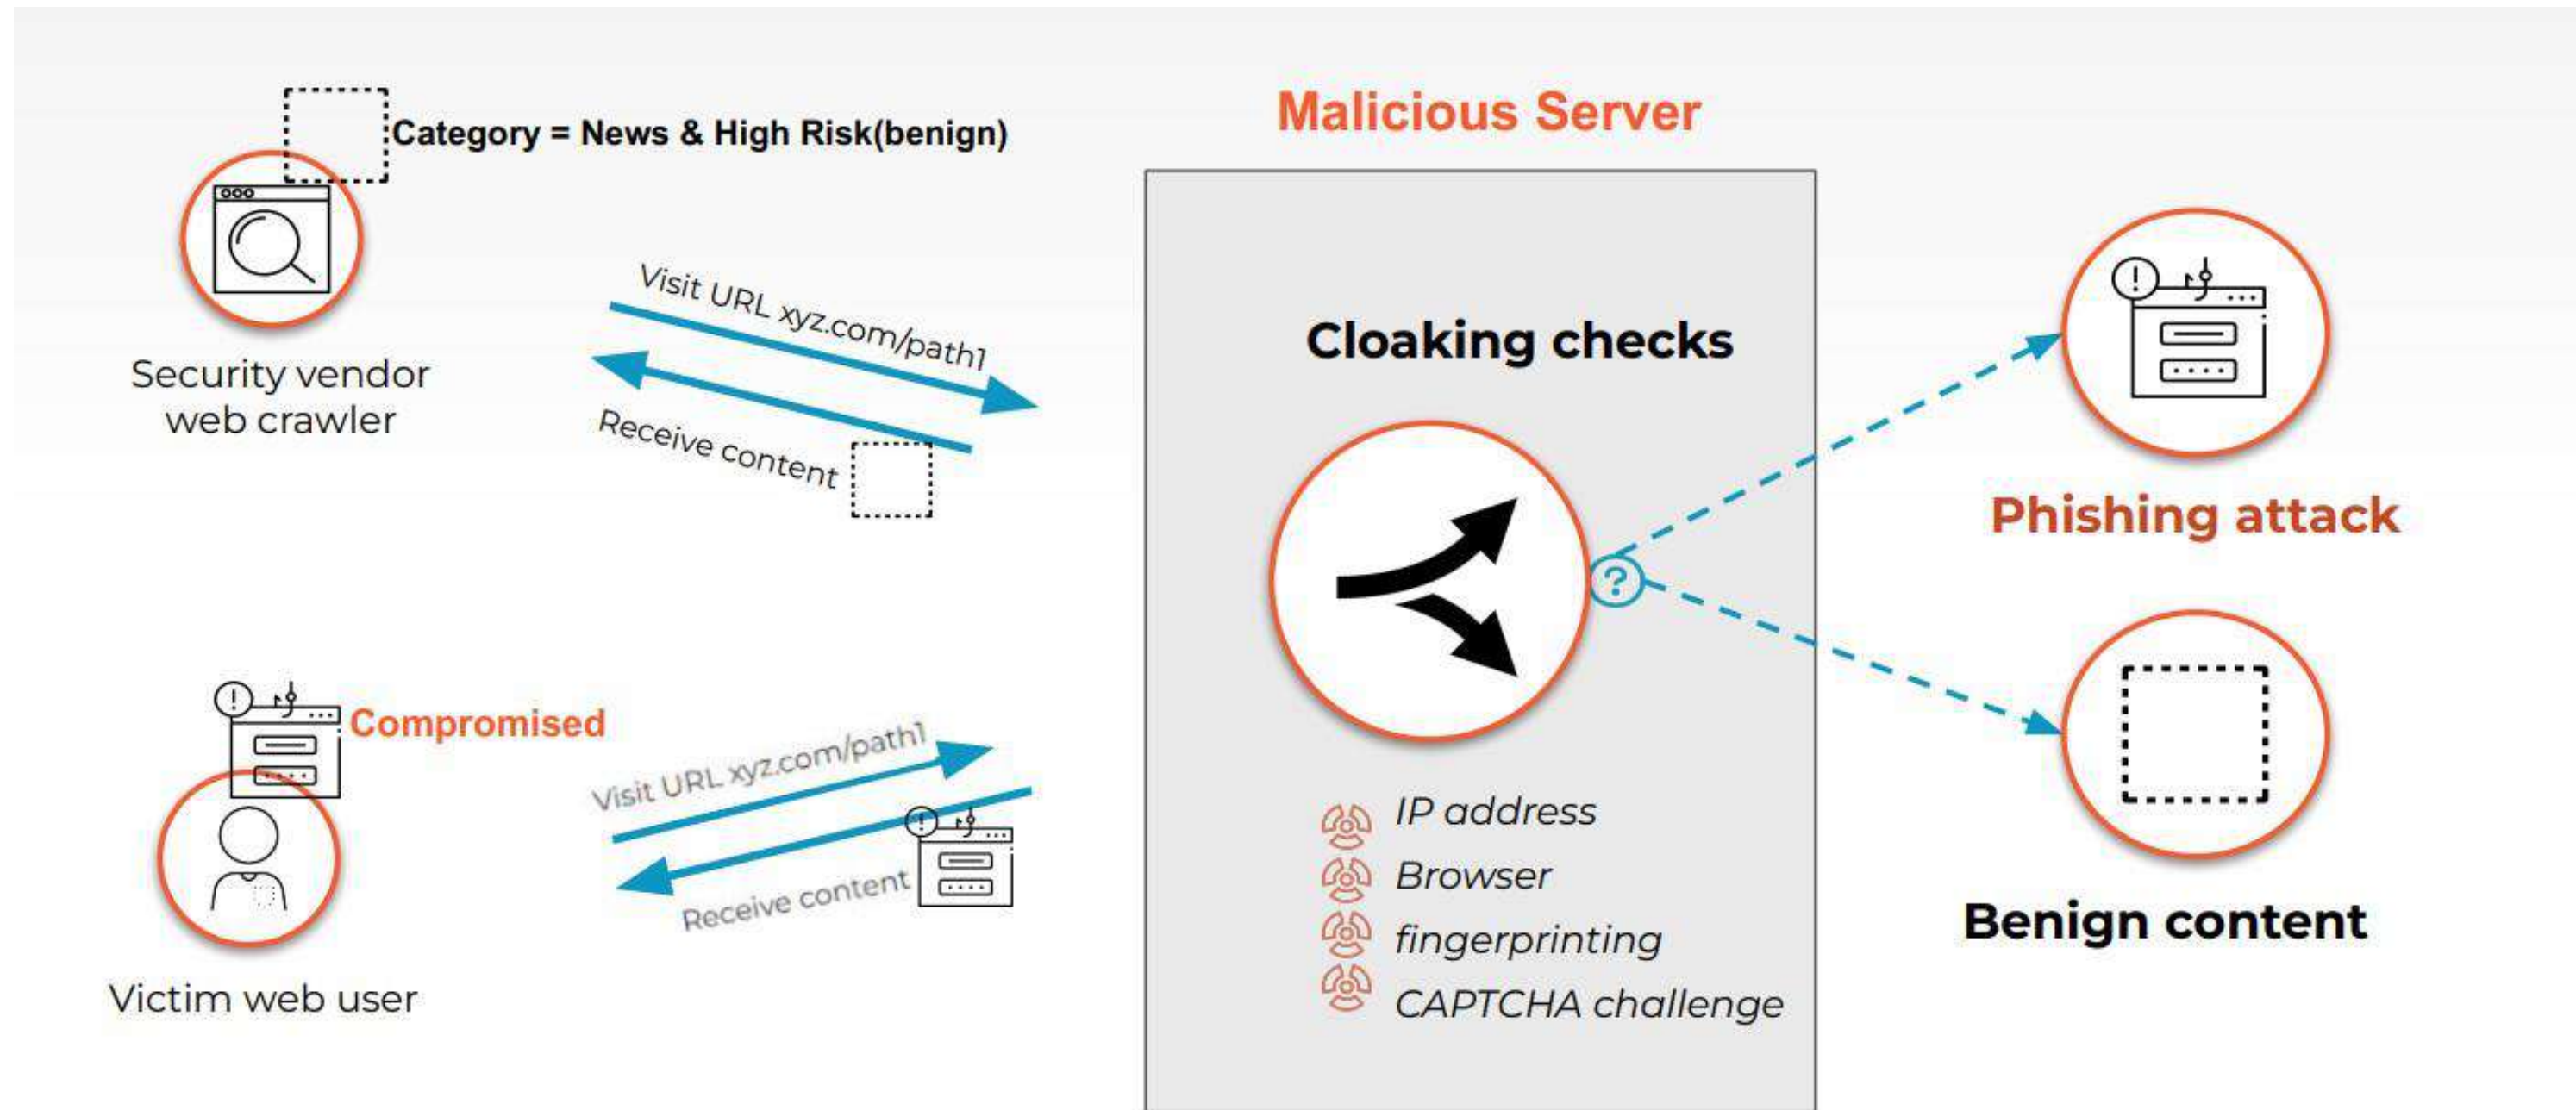 Category = News & High Risk(benign)
Security vendor
web crawler
Visit URL xyz.com/path1
Receive content
Compromised
Victim web user
Visit URL xyz.com/path1
Receive content
Malicious Server
Cloaking checks
?
IP address
Browser
fingerprinting
CAPTCHA challenge
Phishing attack
Benign content